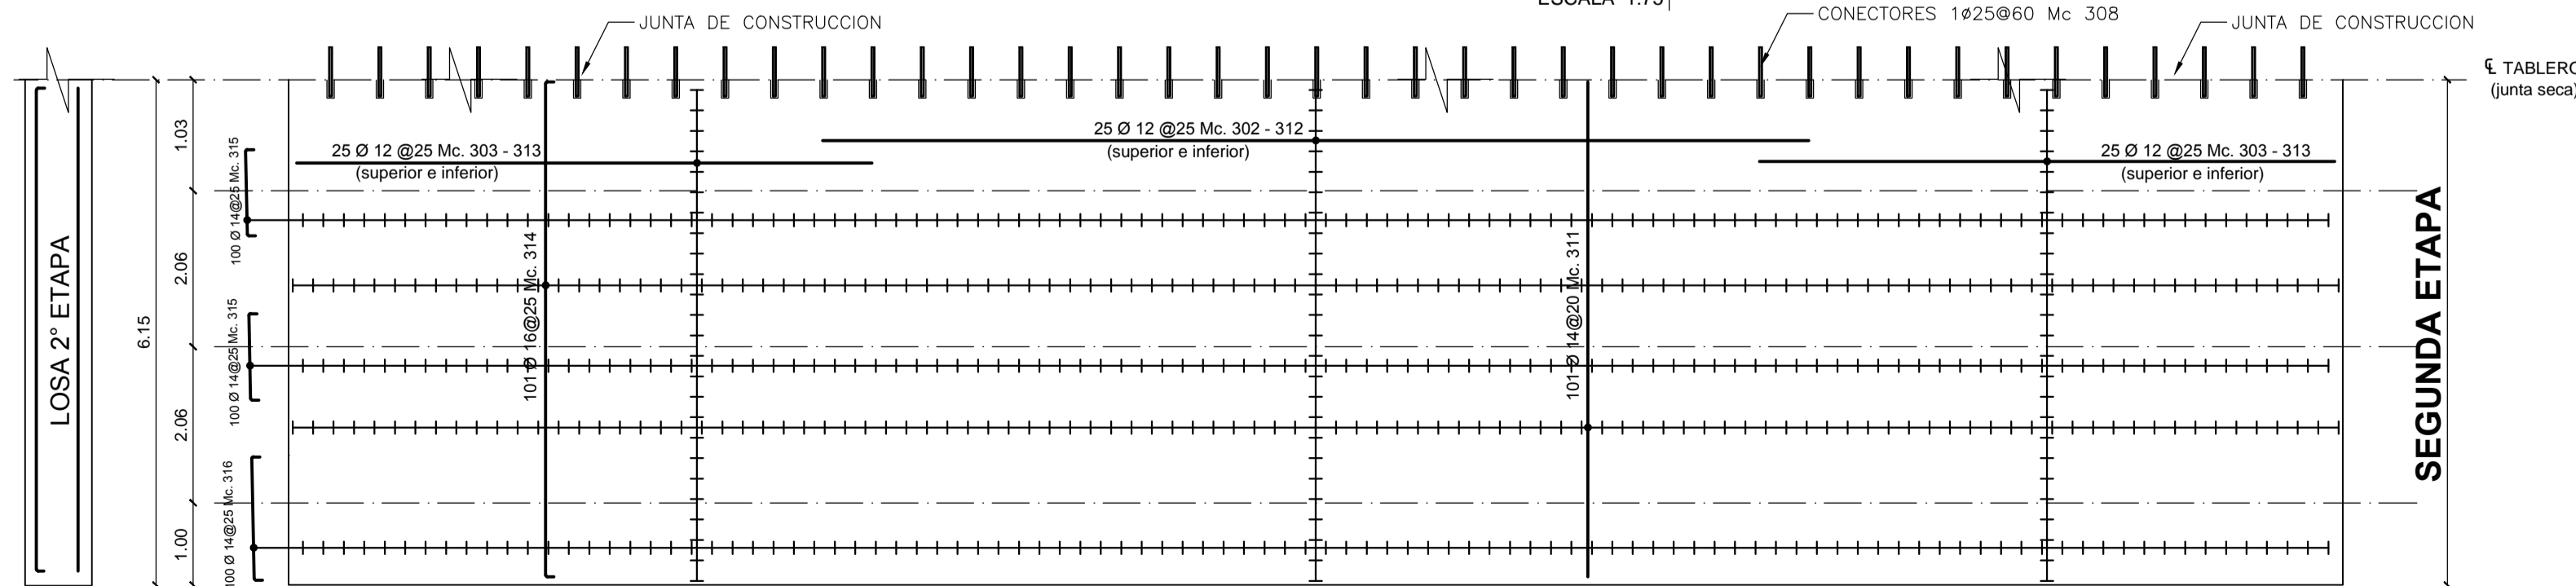 ESCALA 1:75
JUNTA DE CONSTRUCCION
CONECTORES 1ø25@60 Mc 308
JUNTA DE CONSTRUCCION
℄ TABLERO
(junta seca)
25 Ø 12 @25 Mc. 303 - 313
(superior e inferior)
25 Ø 12 @25 Mc. 302 - 312
(superior e inferior)
25 Ø 12 @25 Mc. 303 - 313
(superior e inferior)
LOSA 2° ETAPA
6.15
1.03
2.06
2.06
1.00
100 Ø 14@25 Mc. 315
100 Ø 14@25 Mc. 315
100 Ø 14@25 Mc. 316
101 Ø 16@25 Mc. 314
101 Ø 14@20 Mc. 311
SEGUNDA ETAPA